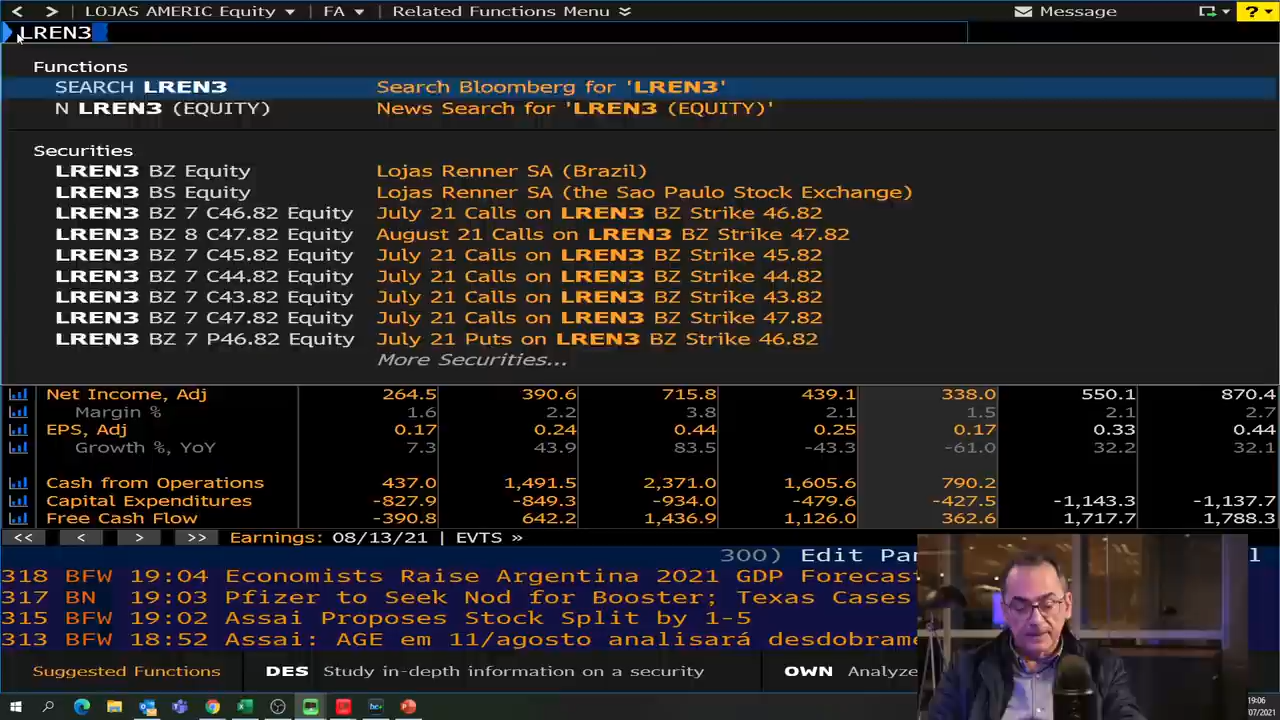 < > LOJAS AMERIC Equity FA Related Functions Menu Message ?
LREN3
Functions
SEARCH LREN3 Search Bloomberg for 'LREN3'
N LREN3 (EQUITY) News Search for 'LREN3 (EQUITY)'
Securities
LREN3 BZ Equity Lojas Renner SA (Brazil)
LREN3 BS Equity Lojas Renner SA (the Sao Paulo Stock Exchange)
LREN3 BZ 7 C46.82 Equity July 21 Calls on LREN3 BZ Strike 46.82
LREN3 BZ 8 C47.82 Equity August 21 Calls on LREN3 BZ Strike 47.82
LREN3 BZ 7 C45.82 Equity July 21 Calls on LREN3 BZ Strike 45.82
LREN3 BZ 7 C44.82 Equity July 21 Calls on LREN3 BZ Strike 44.82
LREN3 BZ 7 C43.82 Equity July 21 Calls on LREN3 BZ Strike 43.82
LREN3 BZ 7 C47.82 Equity July 21 Calls on LREN3 BZ Strike 47.82
LREN3 BZ 7 P46.82 Equity July 21 Puts on LREN3 BZ Strike 46.82
More Securities...
Net Income, Adj 264.5 390.6 715.8 439.1 338.0 550.1 870.4
Margin % 1.6 2.2 3.8 2.1 1.5 2.1 2.7
EPS, Adj 0.17 0.24 0.44 0.25 0.17 0.33 0.44
Growth %, YoY 7.3 43.9 83.5 -43.3 -61.0 32.2 32.1
Cash from Operations 437.0 1,491.5 2,371.0 1,605.6 790.2
Capital Expenditures -827.9 -849.3 -934.0 -479.6 -427.5 -1,143.3 -1,137.7
Free Cash Flow -390.8 642.2 1,436.9 1,126.0 362.6 1,717.7 1,788.3
<< < > >> Earnings: 08/13/21 | EVTS »
300) Edit Pa
318 BFW 19:04 Economists Raise Argentina 2021 GDP Forecas
317 BN 19:03 Pfizer to Seek Nod for Booster; Texas Cases
315 BFW 19:02 Assai Proposes Stock Split by 1-5
313 BFW 18:52 Assai: AGE em 11/agosto analisará desdobram
Suggested Functions DES Study in-depth information on a security OWN Analyze
19:06
/07/2021